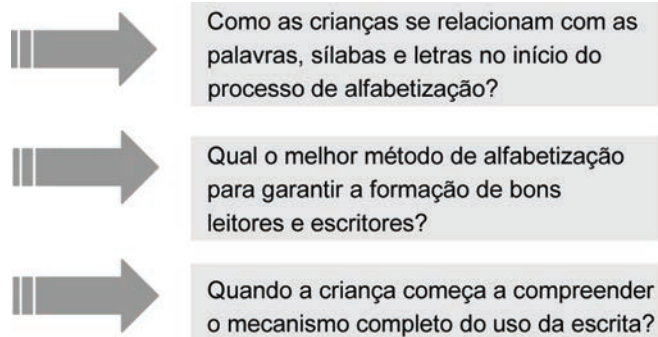 Como as crianças se relacionam com as
palavras, sílabas e letras no início do
processo de alfabetização?
Qual o melhor método de alfabetização
para garantir a formação de bons
leitores e escritores?
Quando a criança começa a compreender
o mecanismo completo do uso da escrita?